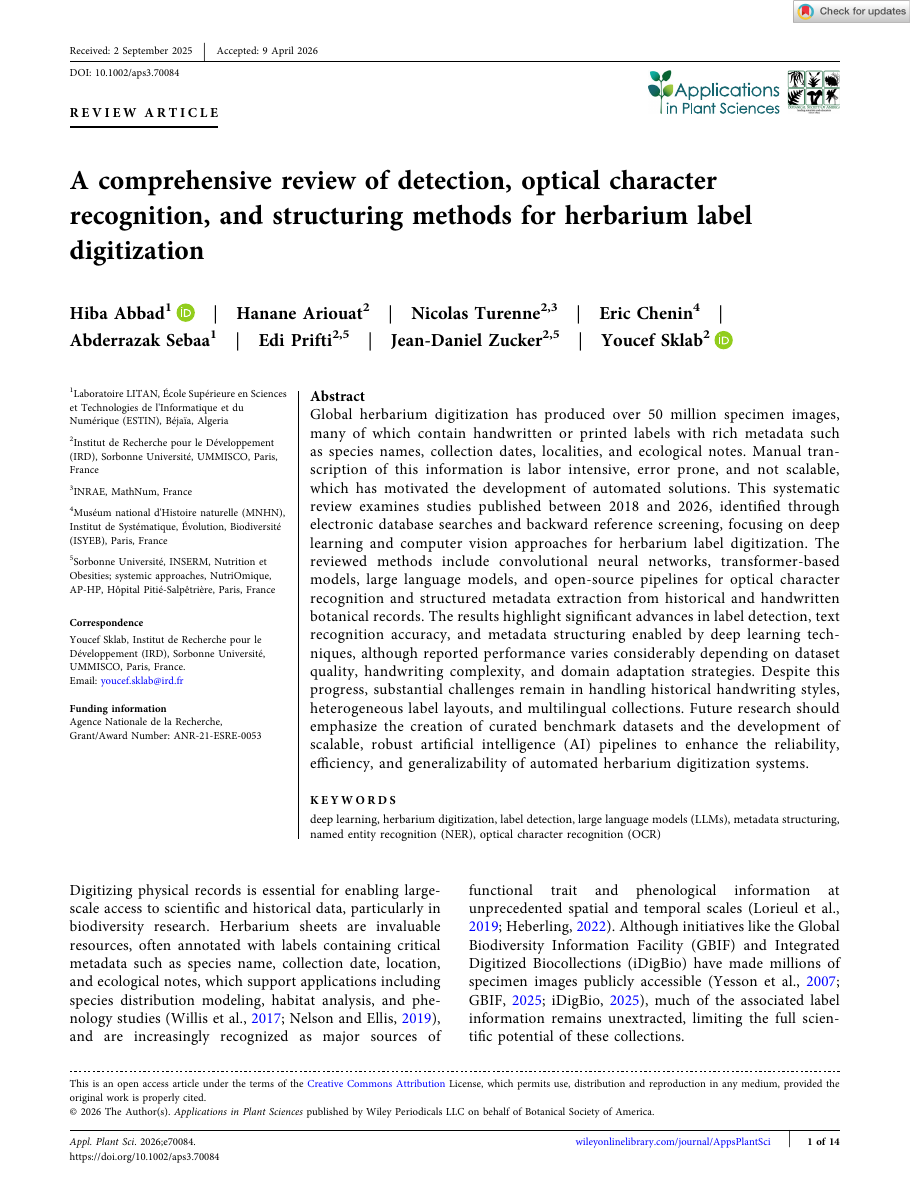 Check for updates
Received: 2 September 2025 | Accepted: 9 April 2026
DOI: 10.1002/aps3.70084
Applications
in Plant Sciences
REVIEW ARTICLE
A comprehensive review of detection, optical character
recognition, and structuring methods for herbarium label
digitization
Hiba Abbad1 iD | Hanane Ariouat2 | Nicolas Turenne2,3 | Eric Chenin4 |
Abderrazak Sebaa1 | Edi Prifti2,5 | Jean-Daniel Zucker2,5 | Youcef Sklab2 iD
1Laboratoire LITAN, École Supérieure en Sciences
et Technologies de l'Informatique et du
Numérique (ESTIN), Béjaïa, Algeria
2Institut de Recherche pour le Développement
(IRD), Sorbonne Université, UMMISCO, Paris,
France
3INRAE, MathNum, France
4Muséum national d'Histoire naturelle (MNHN),
Institut de Systématique, Évolution, Biodiversité
(ISYEB), Paris, France
5Sorbonne Université, INSERM, Nutrition et
Obesities; systemic approaches, NutriOmique,
AP-HP, Hôpital Pitié-Salpêtrière, Paris, France
Correspondence
Youcef Sklab, Institut de Recherche pour le
Développement (IRD), Sorbonne Université,
UMMISCO, Paris, France.
Email: youcef.sklab@ird.fr
Funding information
Agence Nationale de la Recherche,
Grant/Award Number: ANR-21-ESRE-0053
Abstract
Global herbarium digitization has produced over 50 million specimen images,
many of which contain handwritten or printed labels with rich metadata such
as species names, collection dates, localities, and ecological notes. Manual tran-
scription of this information is labor intensive, error prone, and not scalable,
which has motivated the development of automated solutions. This systematic
review examines studies published between 2018 and 2026, identified through
electronic database searches and backward reference screening, focusing on deep
learning and computer vision approaches for herbarium label digitization. The
reviewed methods include convolutional neural networks, transformer-based
models, large language models, and open-source pipelines for optical character
recognition and structured metadata extraction from historical and handwritten
botanical records. The results highlight significant advances in label detection, text
recognition accuracy, and metadata structuring enabled by deep learning tech-
niques, although reported performance varies considerably depending on dataset
quality, handwriting complexity, and domain adaptation strategies. Despite this
progress, substantial challenges remain in handling historical handwriting styles,
heterogeneous label layouts, and multilingual collections. Future research should
emphasize the creation of curated benchmark datasets and the development of
scalable, robust artificial intelligence (AI) pipelines to enhance the reliability,
efficiency, and generalizability of automated herbarium digitization systems.
KEYWORDS
deep learning, herbarium digitization, label detection, large language models (LLMs), metadata structuring,
named entity recognition (NER), optical character recognition (OCR)
Digitizing physical records is essential for enabling large-
scale access to scientific and historical data, particularly in
biodiversity research. Herbarium sheets are invaluable
resources, often annotated with labels containing critical
metadata such as species name, collection date, location,
and ecological notes, which support applications including
species distribution modeling, habitat analysis, and phe-
nology studies (Willis et al., 2017; Nelson and Ellis, 2019),
and are increasingly recognized as major sources of
functional trait and phenological information at
unprecedented spatial and temporal scales (Lorieul et al.,
2019; Heberling, 2022). Although initiatives like the Global
Biodiversity Information Facility (GBIF) and Integrated
Digitized Biocollections (iDigBio) have made millions of
specimen images publicly accessible (Yesson et al., 2007;
GBIF, 2025; iDigBio, 2025), much of the associated label
information remains unextracted, limiting the full scien-
tific potential of these collections.
This is an open access article under the terms of the Creative Commons Attribution License, which permits use, distribution and reproduction in any medium, provided the
original work is properly cited.
© 2026 The Author(s). Applications in Plant Sciences published by Wiley Periodicals LLC on behalf of Botanical Society of America.
Appl. Plant Sci. 2026;e70084.
https://doi.org/10.1002/aps3.70084
wileyonlinelibrary.com/journal/AppsPlantSci | 1 of 14